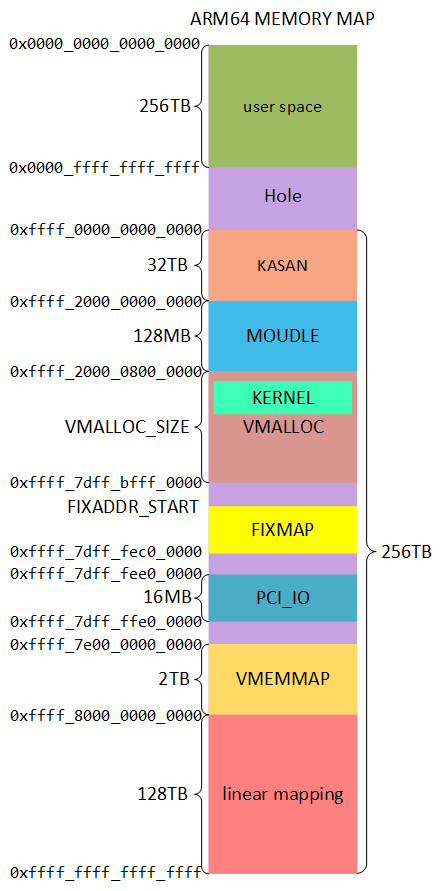 ARM64 MEMORY MAP
0x0000_0000_0000_0000
256TB
user space
0x0000_ffff_ffff_ffff
Hole
0xffff_0000_0000_0000
32TB
KASAN
0xffff_2000_0000_0000
128MB
MOUDLE
0xffff_2000_0800_0000
KERNEL
VMALLOC_SIZE
VMALLOC
0xffff_7dff_bfff_0000
FIXADDR_START
FIXMAP
0xffff_7dff_fec0_0000
256TB
0xffff_7dff_fee0_0000
16MB
PCI_IO
0xffff_7dff_ffe0_0000
0xffff_7e00_0000_0000
2TB
VMEMMAP
0xffff_8000_0000_0000
128TB
linear mapping
0xffff_ffff_ffff_ffff